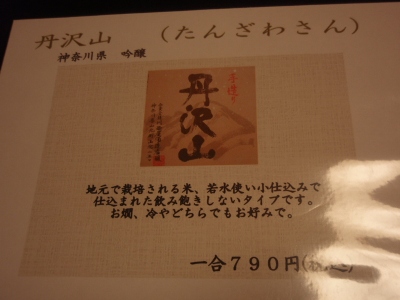 丹沢山　（たんざわさん）
神奈川県　吟醸
丹沢山
地元で栽培される米、若水使い小仕込みで
仕込まれた飲み飽きしないタイプです。
お燗、冷やどちらでもお好みで。
一合７９０円(税込)